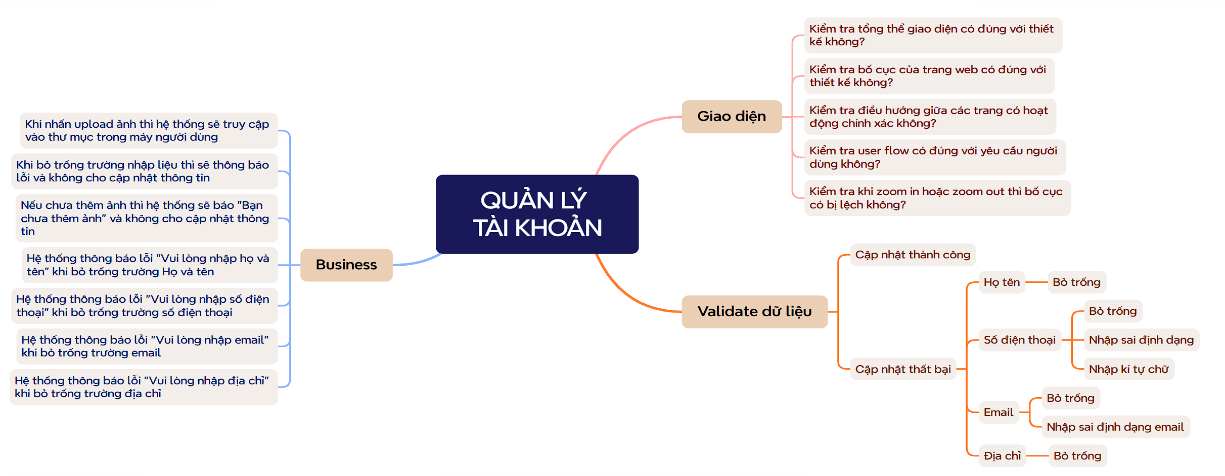 QUẢN LÝ
TÀI KHOẢN
Giao diện
Kiểm tra tổng thể giao diện có đúng với thiết
kế không?
Kiểm tra bố cục của trang web có đúng với
thiết kế không?
Kiểm tra điều hướng giữa các trang có hoạt
động chính xác không?
Kiểm tra user flow có đúng với yêu cầu người
dùng không?
Kiểm tra khi zoom in hoặc zoom out thì bố cục
có bị lệch không?
Validate dữ liệu
Cập nhật thành công
Cập nhật thất bại
Họ tên
Bỏ trống
Số điện thoại
Bỏ trống
Nhập sai định dạng
Nhập kí tự chữ
Email
Bỏ trống
Nhập sai định dạng email
Địa chỉ
Bỏ trống
Business
Khi nhấn upload ảnh thì hệ thống sẽ truy cập
vào thư mục trong máy người dùng
Khi bỏ trống trường nhập liệu thì sẽ thông báo
lỗi và không cho cập nhật thông tin
Nếu chưa thêm ảnh thì hệ thống sẽ báo "Bạn
chưa thêm ảnh" và không cho cập nhật thông
tin
Hệ thống thông báo lỗi "Vui lòng nhập họ và
tên" khi bỏ trống trường Họ và tên
Hệ thống thông báo lỗi "Vui lòng nhập số điện
thoại" khi bỏ trống trường số điện thoại
Hệ thống thông báo lỗi "Vui lòng nhập email"
khi bỏ trống trường email
Hệ thống thông báo lỗi "Vui lòng nhập địa chỉ"
khi bỏ trống trường địa chỉ